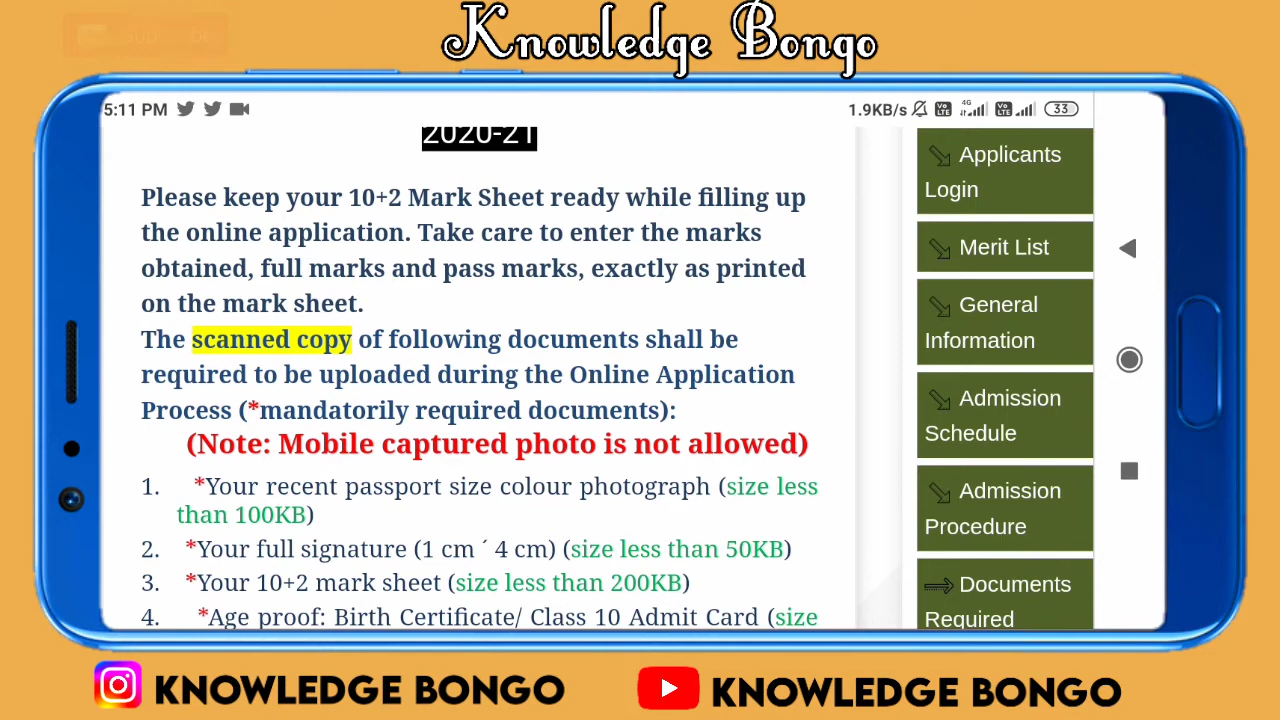 Knowledge Bongo
5:11 PM
1.9KB/s
Vo
LTE
4G
Vo
LTE
33
2020-21
Please keep your 10+2 Mark Sheet ready while filling up
the online application. Take care to enter the marks
obtained, full marks and pass marks, exactly as printed
on the mark sheet.
The scanned copy of following documents shall be
required to be uploaded during the Online Application
Process (*mandatorily required documents):
(Note: Mobile captured photo is not allowed)
1. *Your recent passport size colour photograph (size less
than 100KB)
2. *Your full signature (1 cm ´ 4 cm) (size less than 50KB)
3. *Your 10+2 mark sheet (size less than 200KB)
4. *Age proof: Birth Certificate/ Class 10 Admit Card (size
Applicants
Login
Merit List
General
Information
Admission
Schedule
Admission
Procedure
Documents
Required
KNOWLEDGE BONGO
KNOWLEDGE BONGO